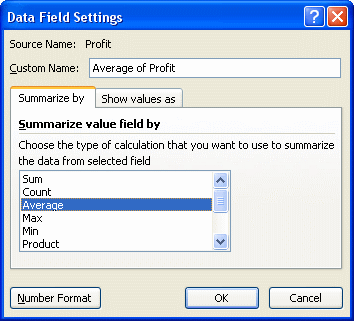 Data Field Settings
Source Name: Profit
Custom Name: Average of Profit
Summarize by Show values as
Summarize value field by
Choose the type of calculation that you want to use to summarize
the data from selected field
Sum
Count
Average
Max
Min
Product
Number Format OK Cancel